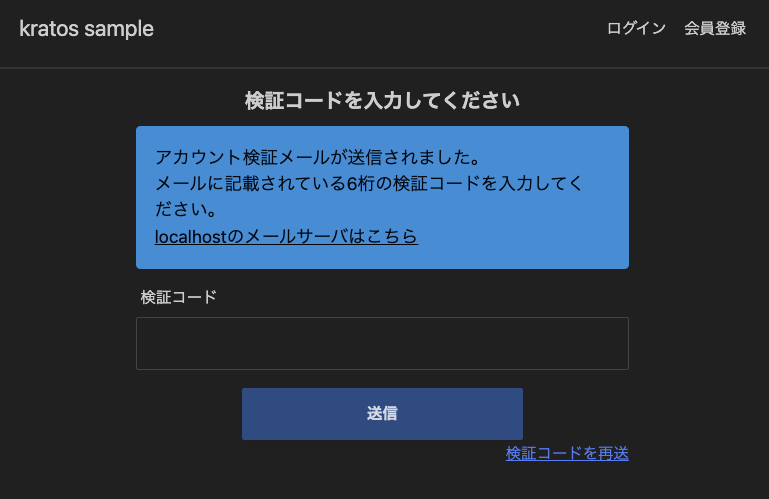 kratos sample
ログイン 会員登録
検証コードを入力してください
アカウント検証メールが送信されました。
メールに記載されている6桁の検証コードを入力してく
ださい。
localhostのメールサーバはこちら
検証コード
送信
検証コードを再送